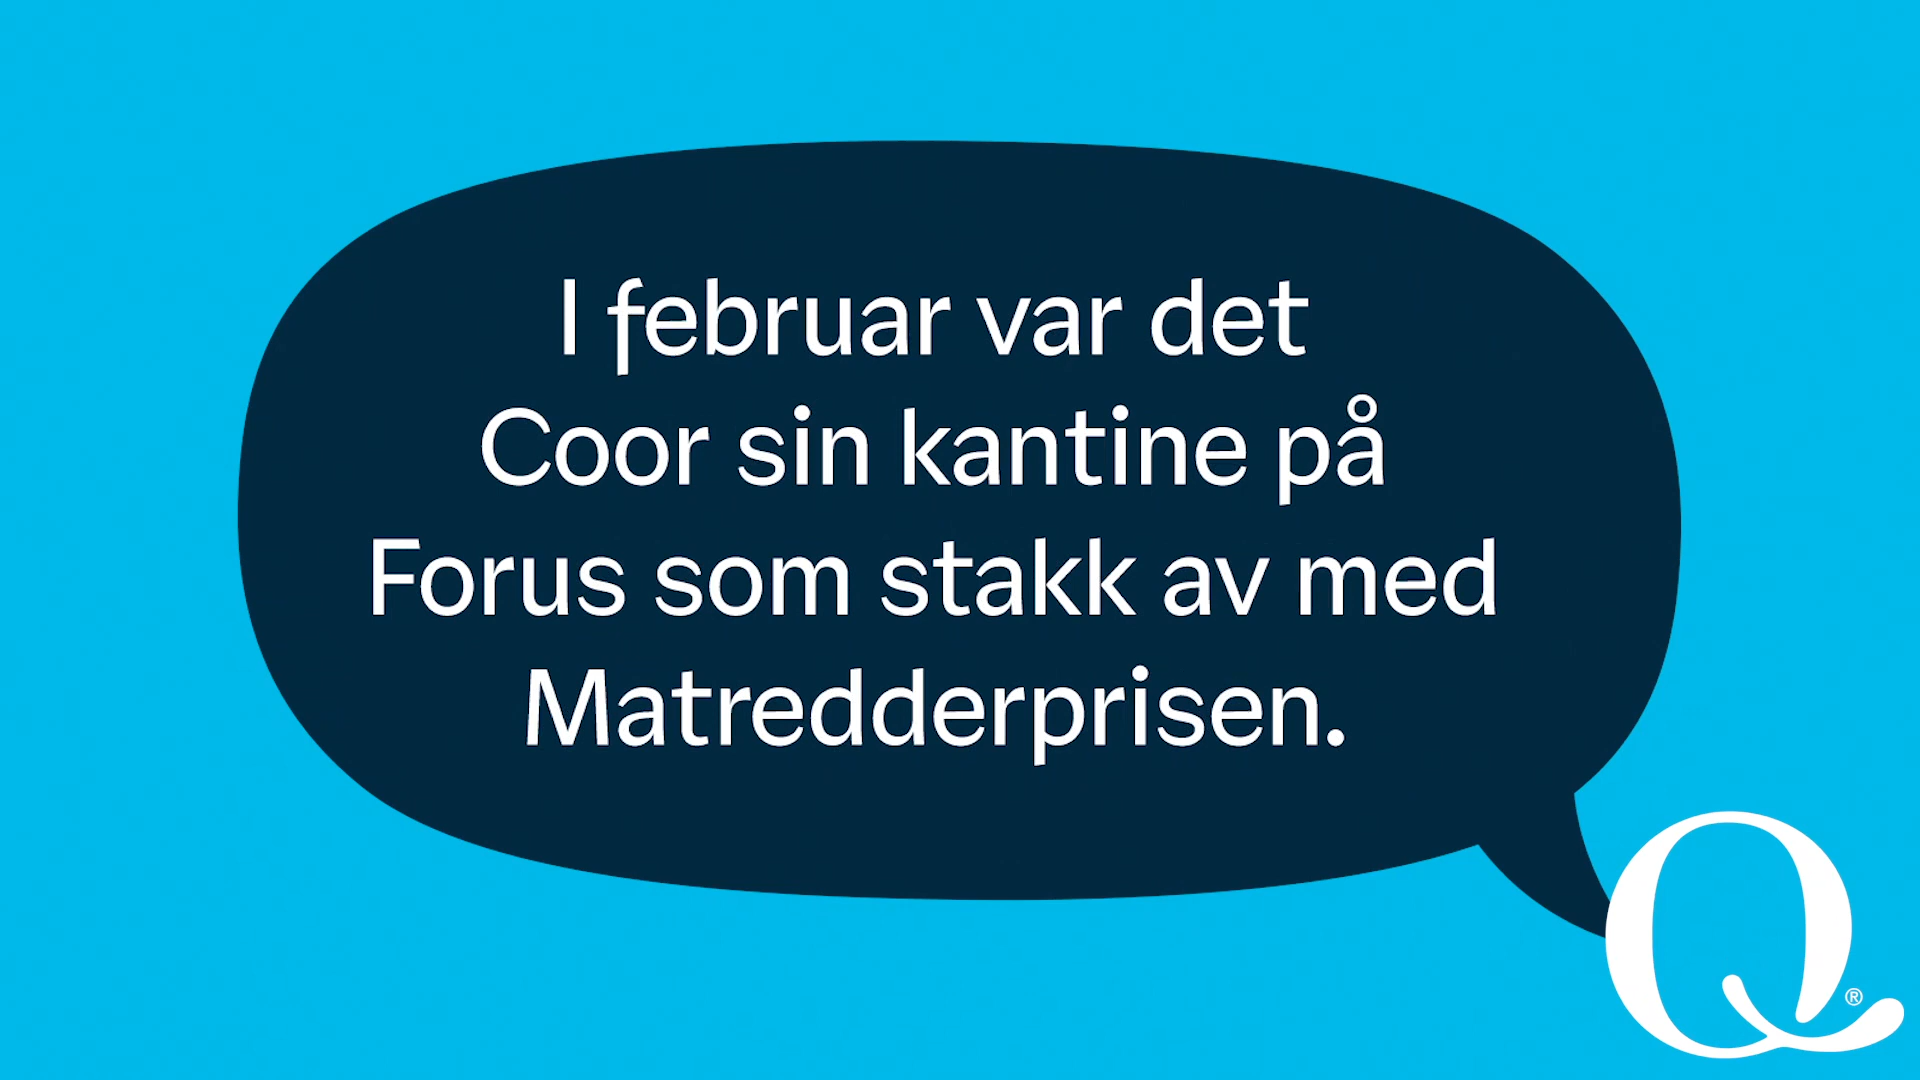 I februar var det
Coor sin kantine på
Forus som stakk av med
Matredderprisen.
Q®